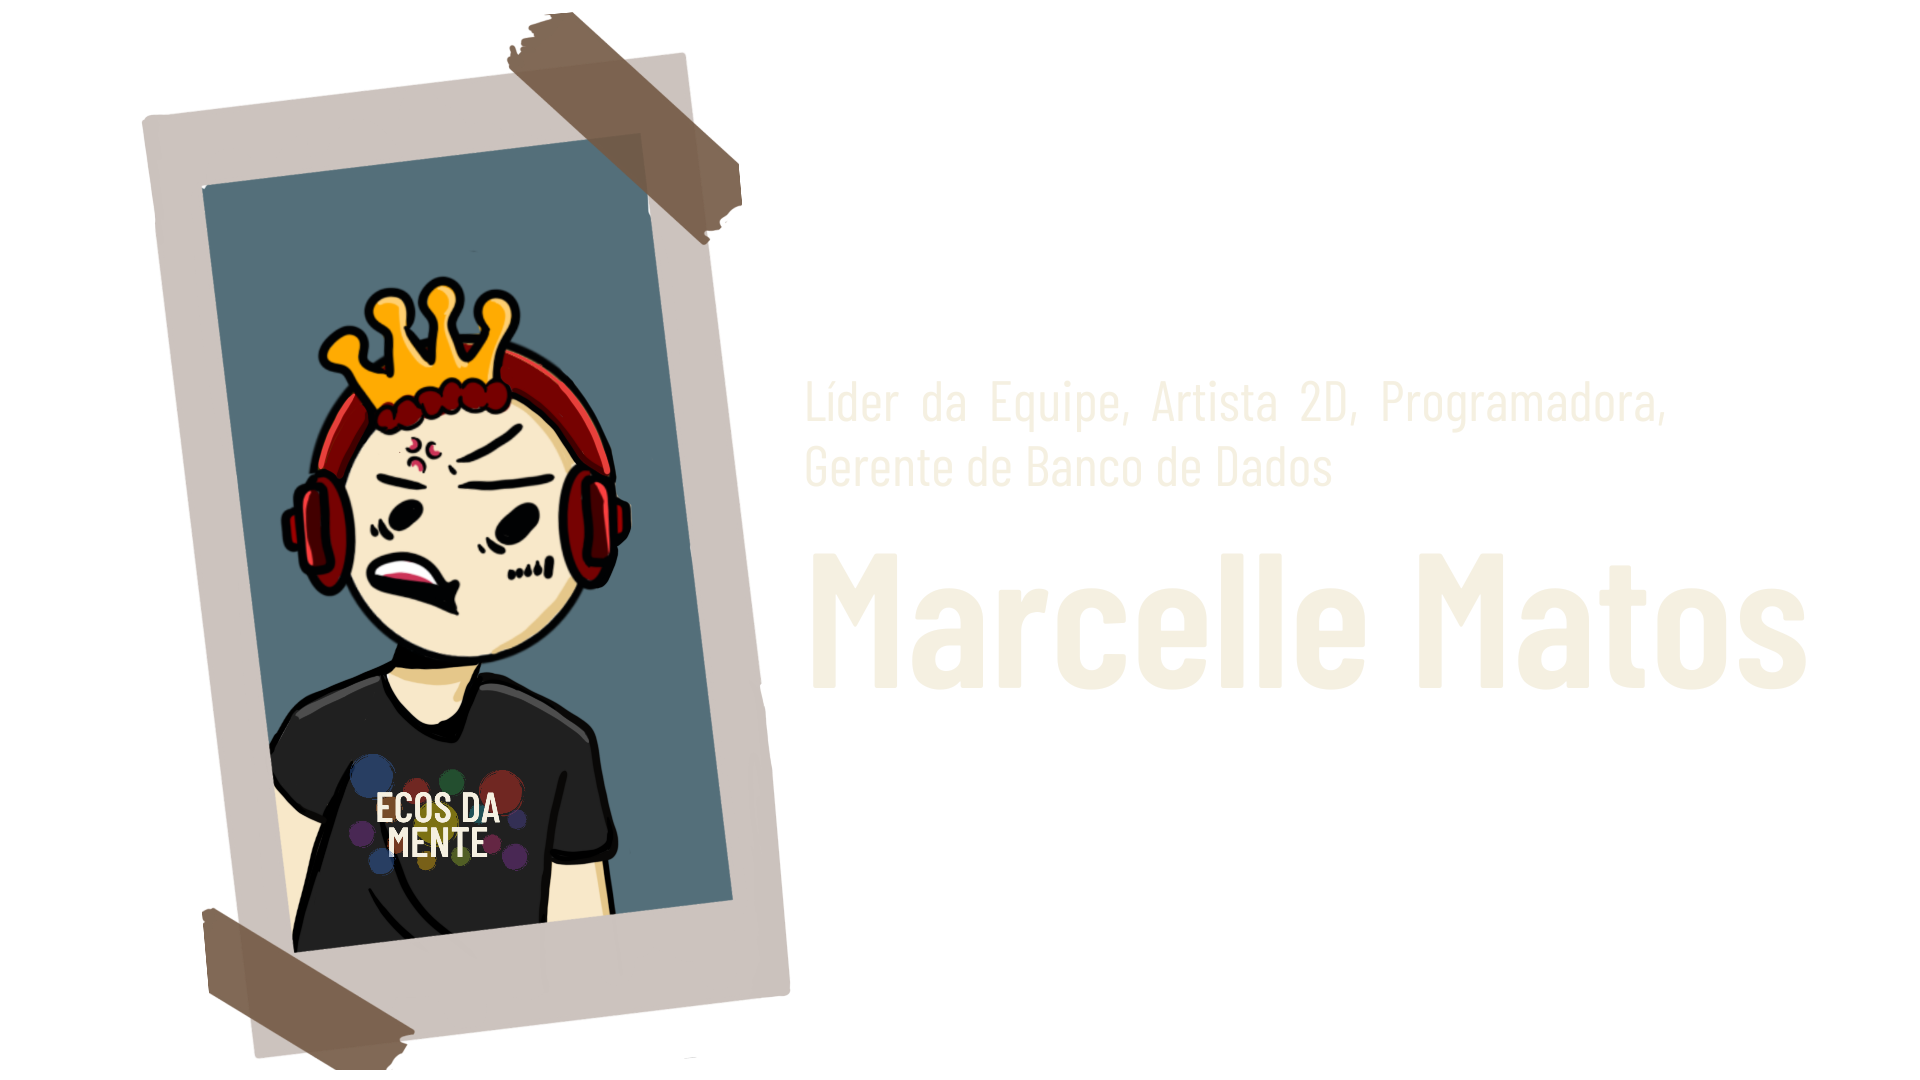 Líder da Equipe, Artista 2D, Programadora,
Gerente de Banco de Dados
Marcelle Matos
ECOS DA
MENTE